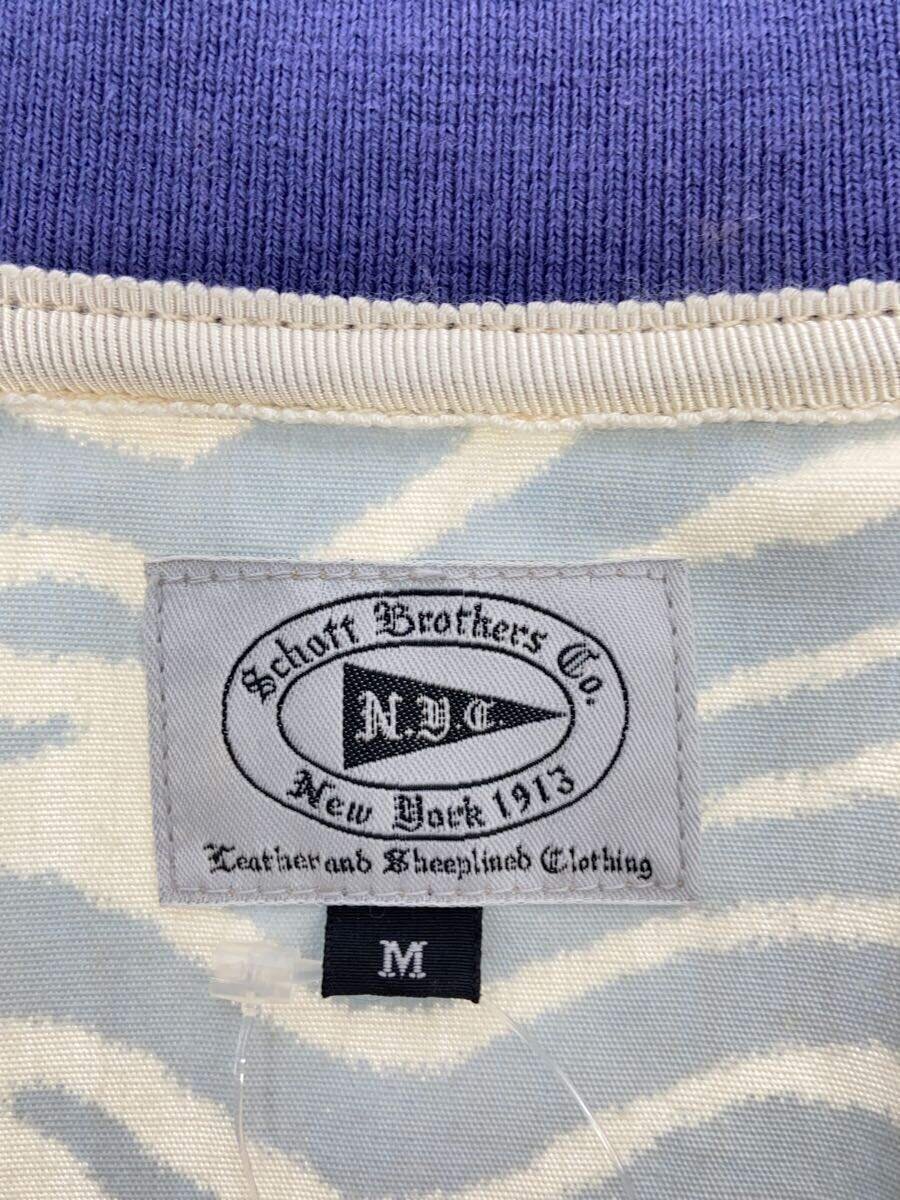 Schott Brothers Co.
N.Y.C.
New York 1913
Leather and Sheeplined Clothing
M